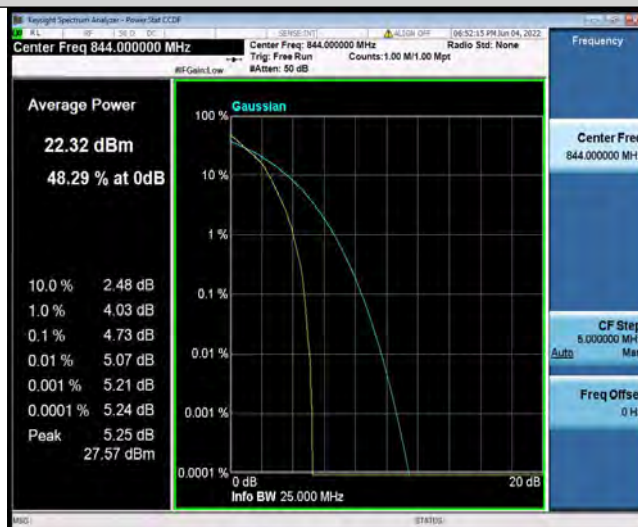 Keysight Spectrum Analyzer - Power Stat CCDF
RL RF 50 Ω DC SENSE:INT ALIGN OFF 06:52:15 PM Jun 04, 2022
Center Freq 844.000000 MHz
Center Freq: 844.000000 MHz Radio Std: None
Trig: Free Run Counts:1.00 M/1.00 Mpt
#IFGain:Low #Atten: 50 dB
Frequency
Average Power
22.32 dBm
48.29 % at 0dB
10.0 % 2.48 dB
1.0 % 4.03 dB
0.1 % 4.73 dB
0.01 % 5.07 dB
0.001 % 5.21 dB
0.0001 % 5.24 dB
Peak 5.25 dB
27.57 dBm
Gaussian
100 %
10 %
1 %
0.1 %
0.01 %
0.001 %
0.0001 %
0 dB 20 dB
Info BW 25.000 MHz
Center Fre
844.000000 MH
CF Step
5.000000 MH
Auto Ma
Freq Offse
0 H
MSG STATUS